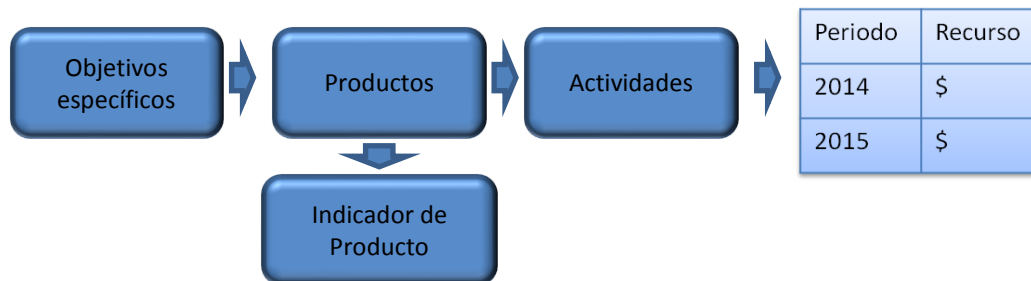 Objetivos
específicos
Productos
Actividades
Periodo Recurso
2014 $
2015 $
Indicador de
Producto